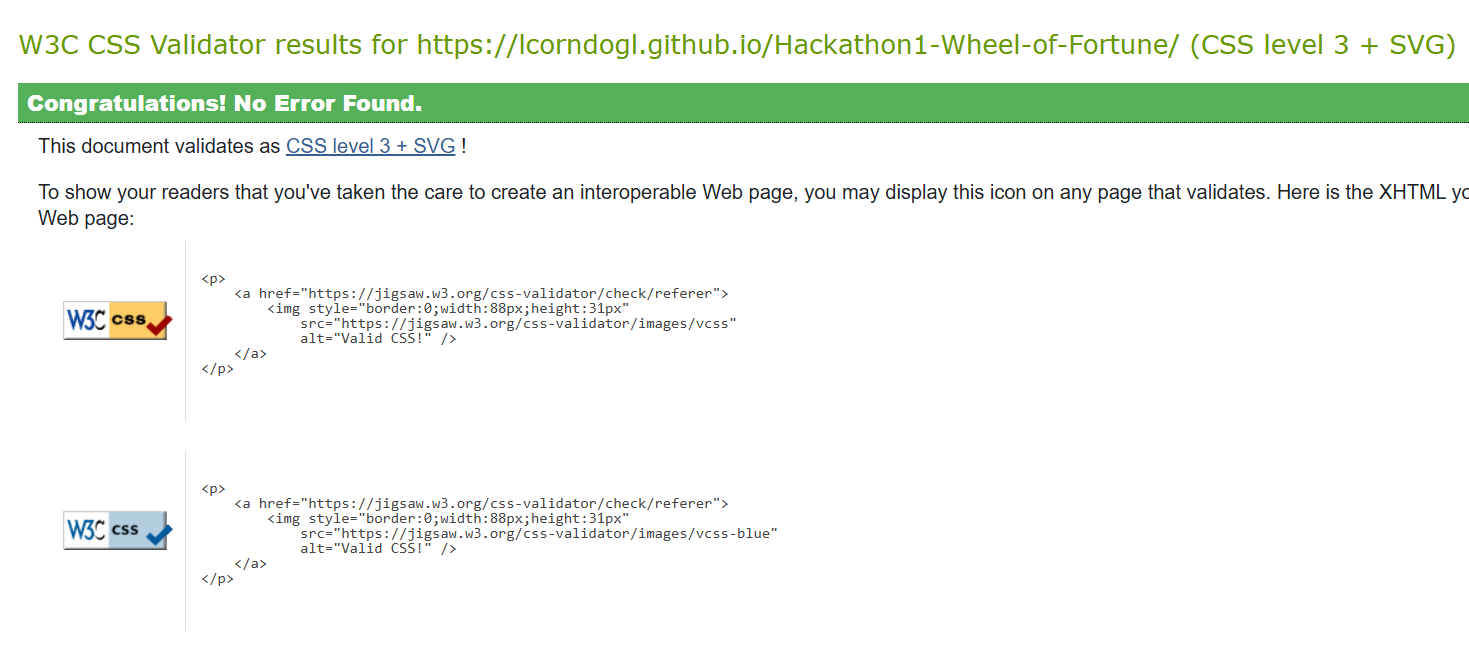 W3C CSS Validator results for https://lcorndogl.github.io/Hackathon1-Wheel-of-Fortune/ (CSS level 3 + SVG)
Congratulations! No Error Found.
This document validates as CSS level 3 + SVG !
To show your readers that you've taken the care to create an interoperable Web page, you may display this icon on any page that validates. Here is the XHTML
Web page:
W3C css
<p>
<a href="https://jigsaw.w3.org/css-validator/check/referer">
<img style="border:0;width:88px;height:31px"
src="https://jigsaw.w3.org/css-validator/images/vcss"
alt="Valid CSS!" />
</a>
</p>
W3C css
<p>
<a href="https://jigsaw.w3.org/css-validator/check/referer">
<img style="border:0;width:88px;height:31px"
src="https://jigsaw.w3.org/css-validator/images/vcss-blue"
alt="Valid CSS!" />
</a>
</p>